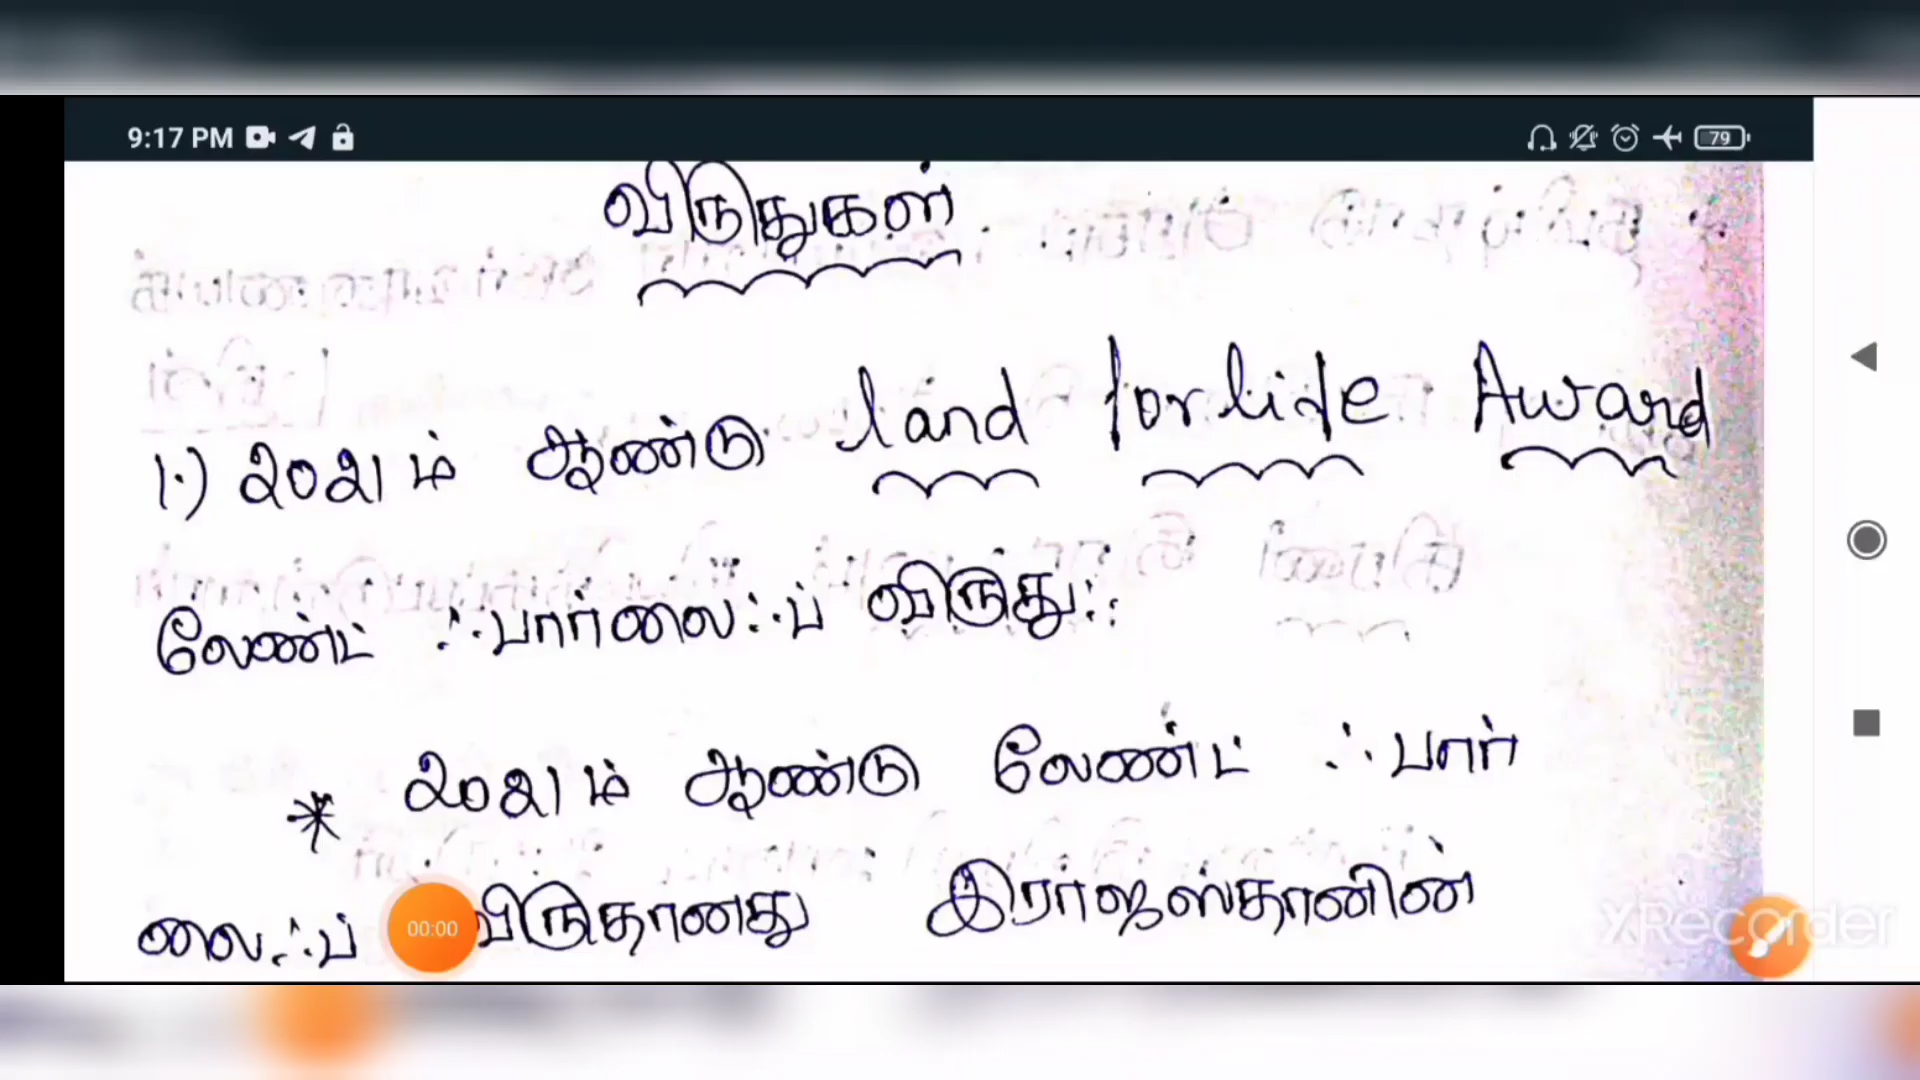 9:17 PM
79
விருதுகள்
1.) 2021ம் ஆண்டு land for life Award
லேண்ட் ஃபார்லைஃப் விருது:.
* 2021ம் ஆண்டு லேண்ட் ஃபார்
லைஃப் விருதானது இராஜஸ்தானின்
00:00
XRecorder